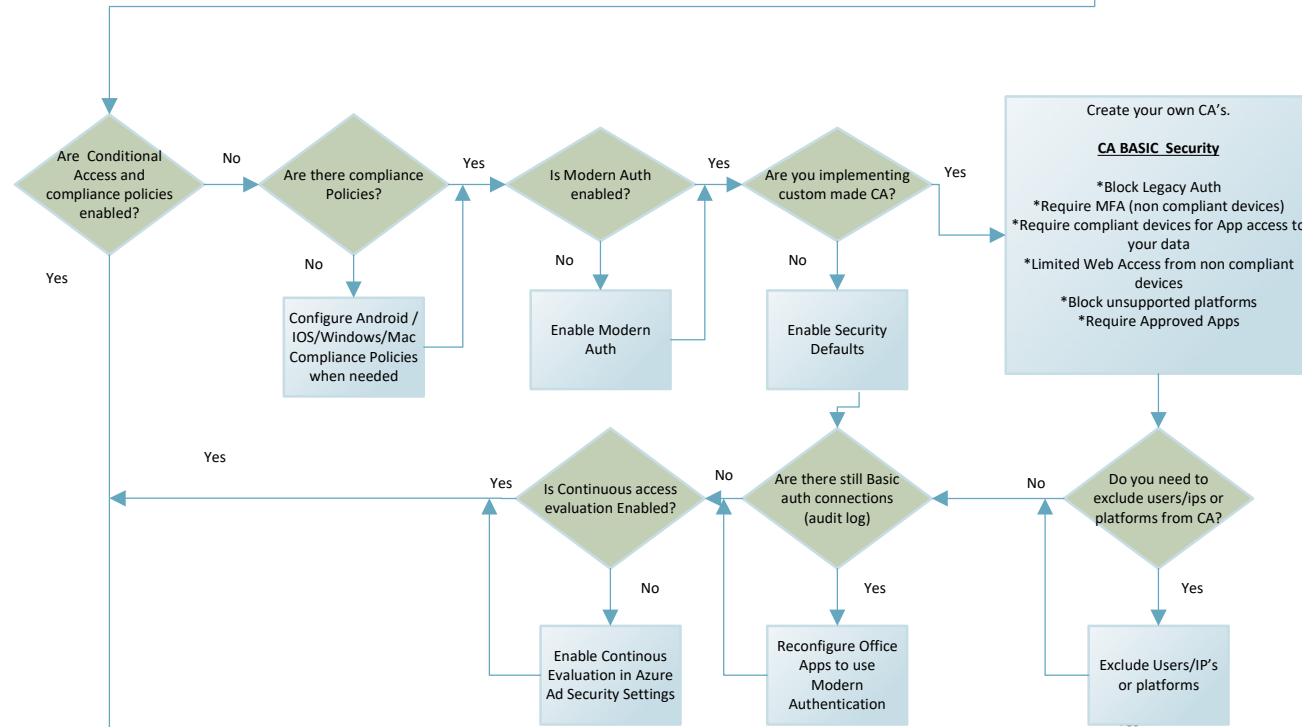 Are Conditional
Access and
compliance policies
enabled?
No
Yes
Are there compliance
Policies?
Yes
No
Configure Android /
IOS/Windows/Mac
Compliance Policies
when needed
Is Modern Auth
enabled?
Yes
No
Enable Modern
Auth
Are you implementing
custom made CA?
Yes
No
Enable Security
Defaults
Create your own CA's.
CA BASIC Security
*Block Legacy Auth
*Require MFA (non compliant devices)
*Require compliant devices for App access to
your data
*Limited Web Access from non compliant
devices
*Block unsupported platforms
*Require Approved Apps
Do you need to
exclude users/ips or
platforms from CA?
No
Yes
Exclude Users/IP's
or platforms
Are there still Basic
auth connections
(audit log)
No
Yes
Reconfigure Office
Apps to use
Modern
Authentication
Is Continuous access
evaluation Enabled?
Yes
Yes
No
Enable Continous
Evaluation in Azure
Ad Security Settings